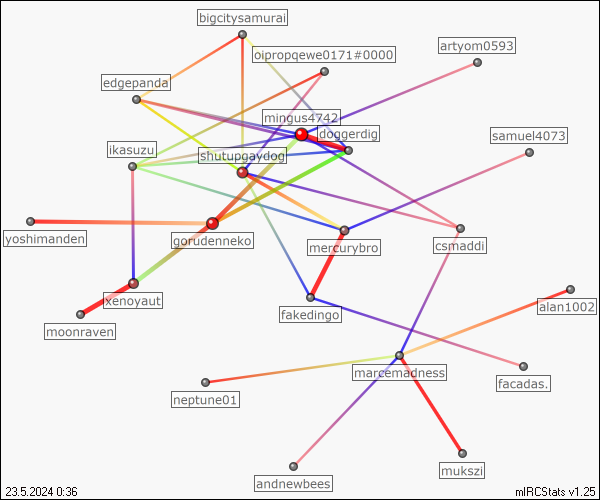 bigcitysamurai
artyom0593
oipropqewe0171#0000
edgepanda
mingus4742
doggerdig
samuel4073
ikasuzu
shutupgaydog
yoshimanden
gorudenneko
mercurybro
csmaddi
xenoyaut
alan1002
fakedingo
moonraven
marcemadness
facadas.
neptune01
mukszi
andnewbees
23.5.2024 0:36
mIRCStats v1.25